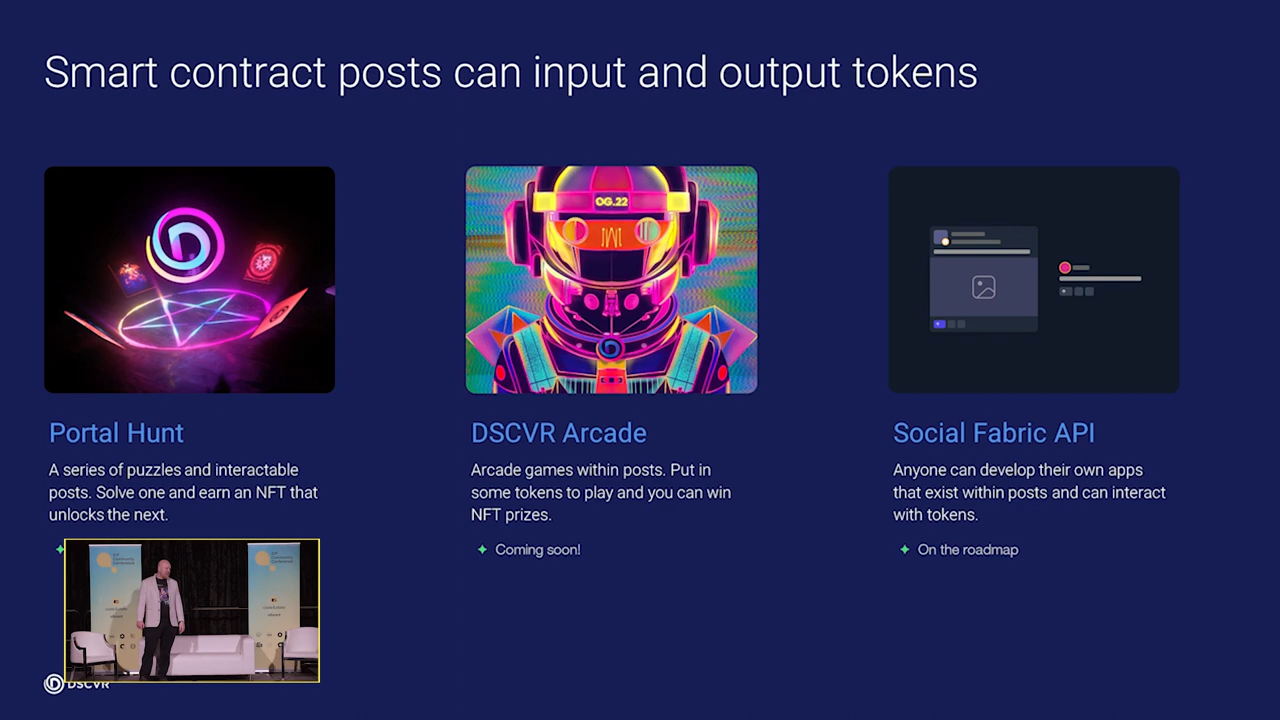 Smart contract posts can input and output tokens
OG.22
Portal Hunt
A series of puzzles and interactable
posts. Solve one and earn an NFT that
unlocks the next.
DSCVR Arcade
Arcade games within posts. Put in
some tokens to play and you can win
NFT prizes.
Coming soon!
Social Fabric API
Anyone can develop their own apps
that exist within posts and can interact
with tokens.
On the roadmap
DSCVR